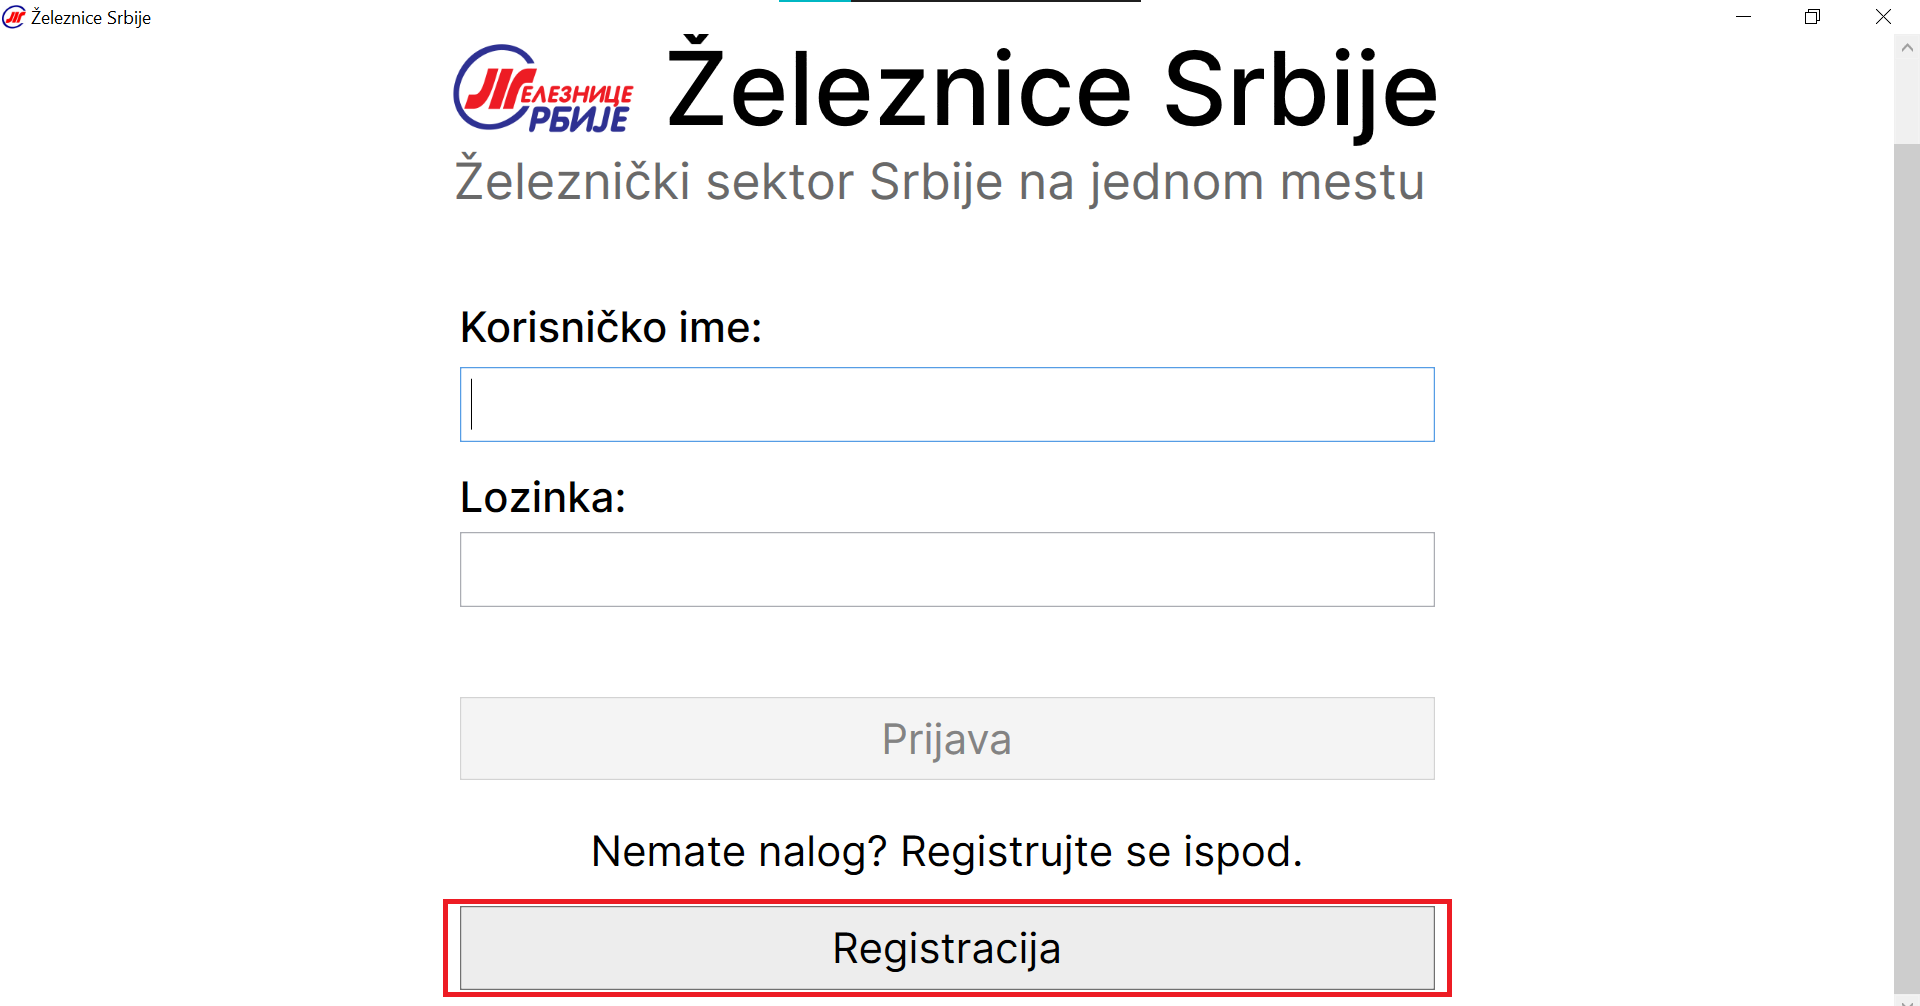 Železnice Srbije
ЖЕЛЕЗНИЦЕ
СРБИЈЕ
Železnice Srbije
Železnički sektor Srbije na jednom mestu
Korisničko ime:
Lozinka:
Prijava
Nemate nalog? Registrujte se ispod.
Registracija